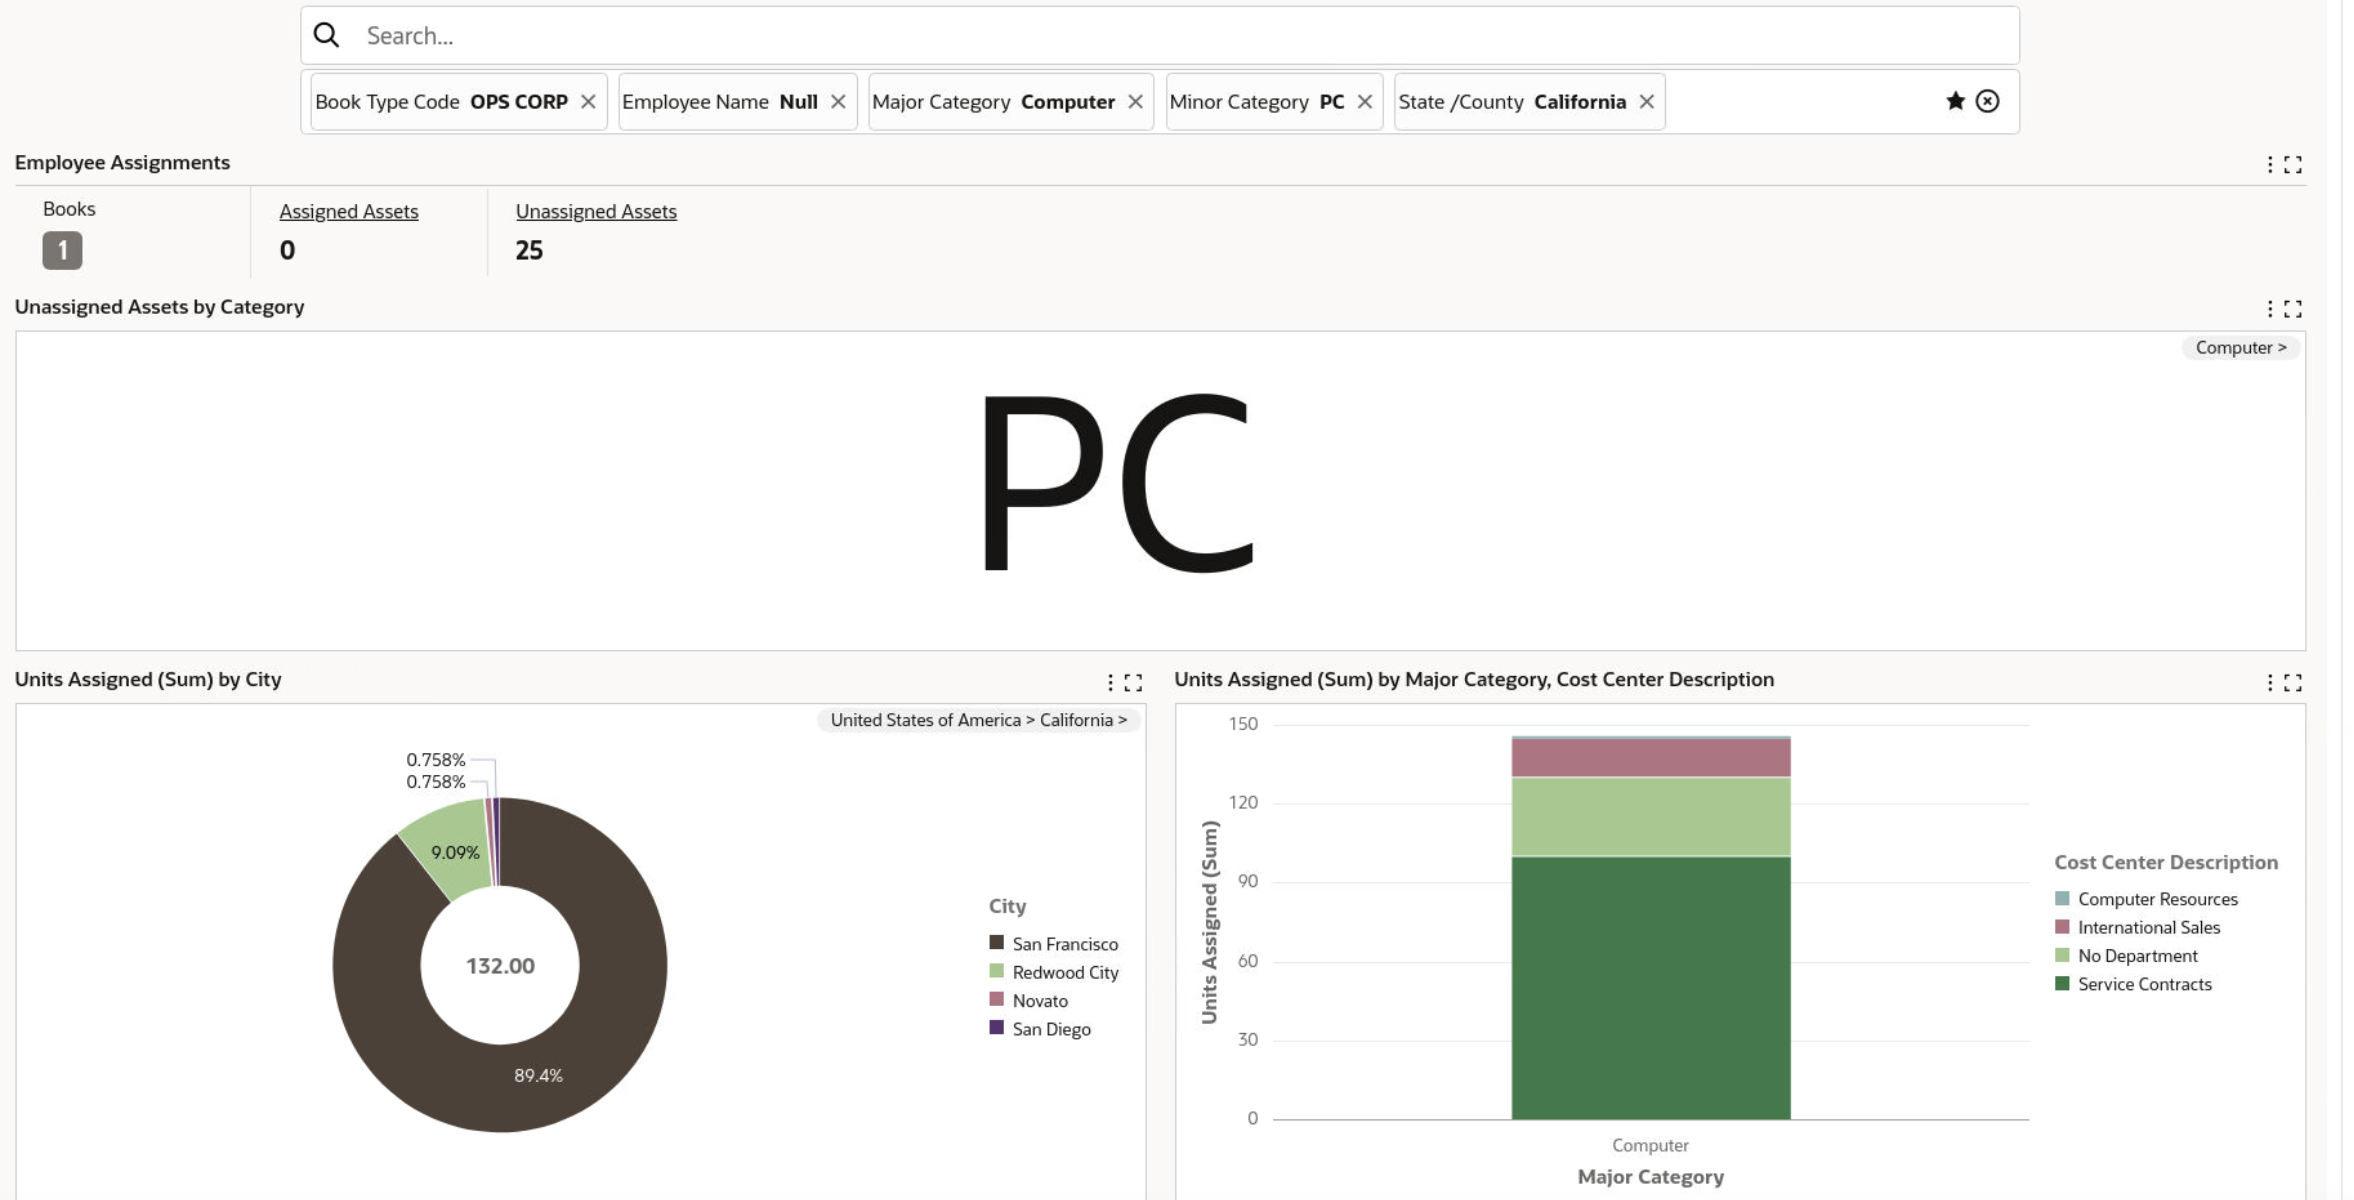 Search...
Book Type Code OPS CORP
Employee Name Null
Major Category Computer
Minor Category PC
State /County California
Employee Assignments
Books
1
Assigned Assets
0
Unassigned Assets
25
Unassigned Assets by Category
Computer >
PC
Units Assigned (Sum) by City
United States of America > California >
0.758%
0.758%
9.09%
132.00
89.4%
City
San Francisco
Redwood City
Novato
San Diego
Units Assigned (Sum) by Major Category, Cost Center Description
Units Assigned (Sum)
150
120
90
60
30
0
Computer
Major Category
Cost Center Description
Computer Resources
International Sales
No Department
Service Contracts